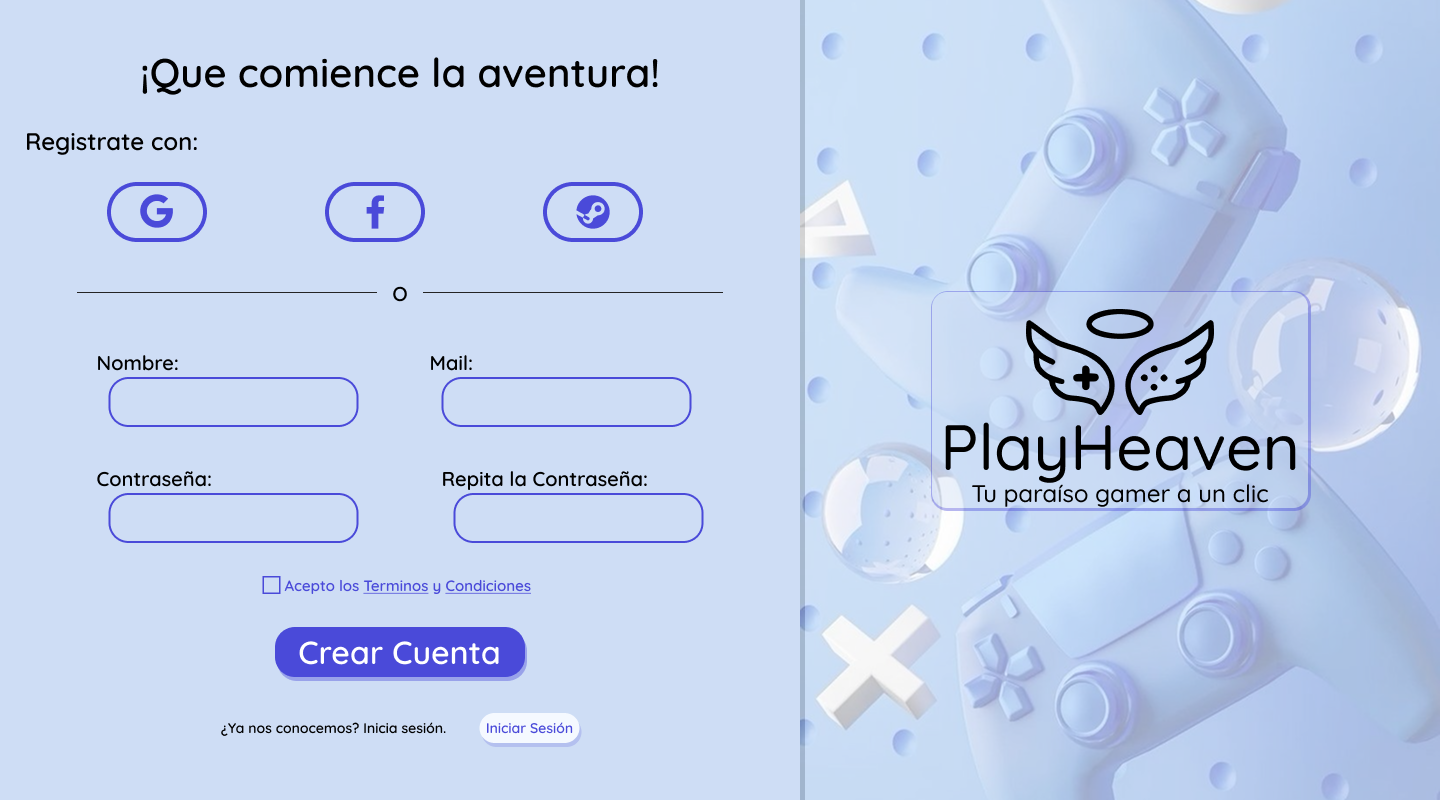 ¡Que comience la aventura!
Registrate con:
O
Nombre:
Mail:
Contraseña:
Repita la Contraseña:
Acepto los Terminos y Condiciones
Crear Cuenta
¿Ya nos conocemos? Inicia sesión.
Iniciar Sesión
PlayHeaven
Tu paraíso gamer a un clic